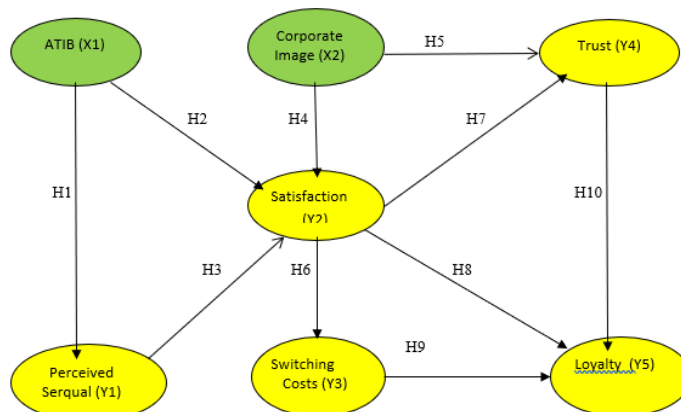 ATIB (X1)
Corporate
Image (X2)
H5
Trust (Y4)
H2
H4
H7
H1
Satisfaction
(Y2)
H10
H3
H6
H8
Perceived
Serqual (Y1)
Switching
Costs (Y3)
H9
Loyalty (Y5)